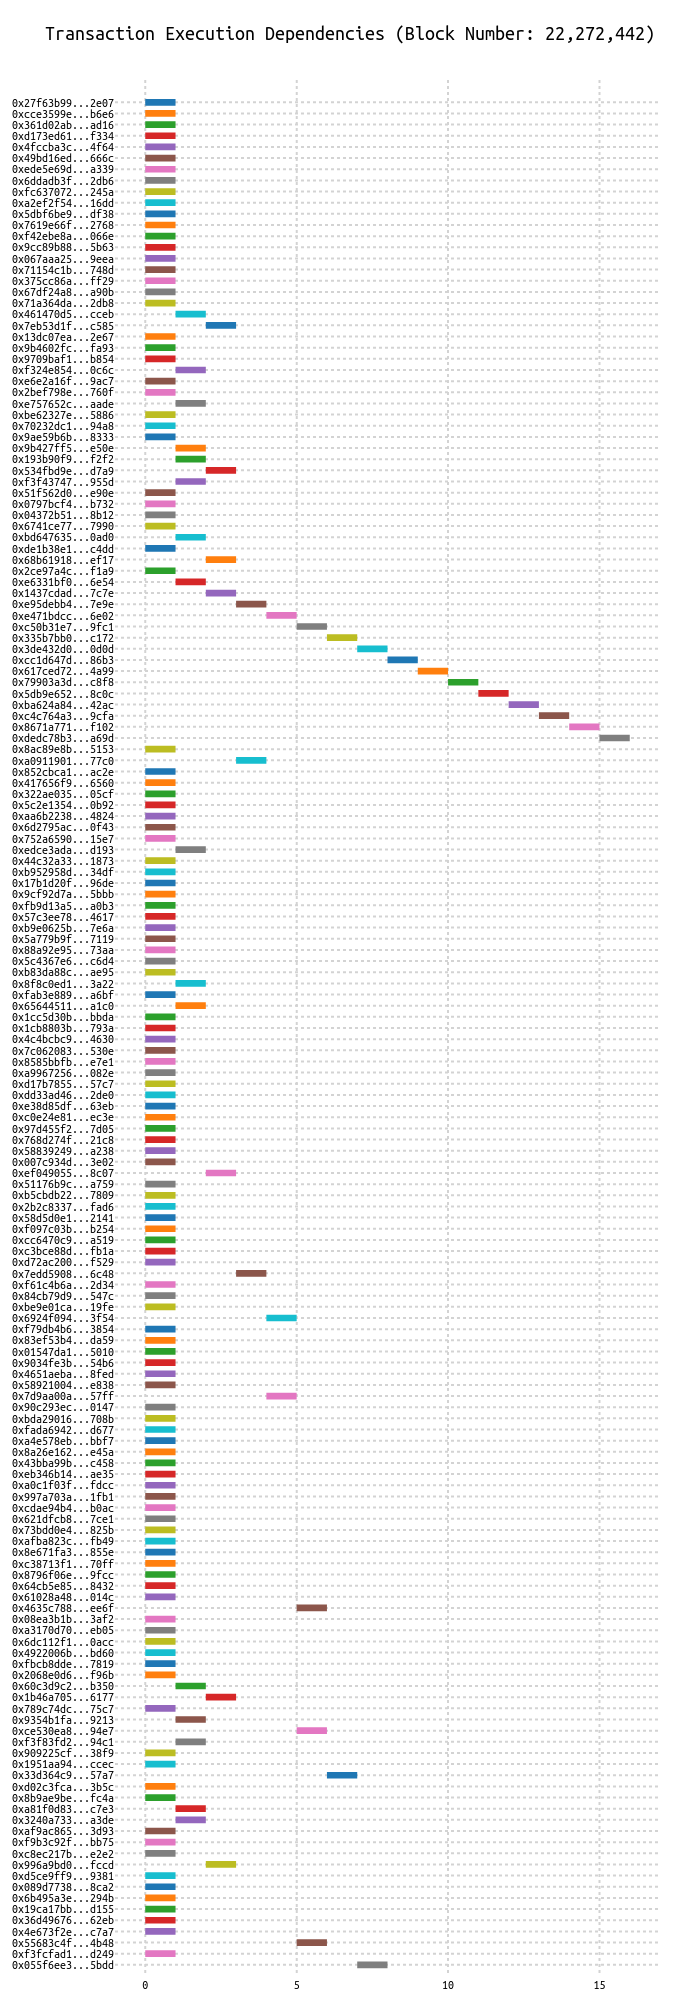 Transaction Execution Dependencies (Block Number: 22,272,442)
0x27f63b99...2e07
0xcce3599e...b6e6
0x361d02ab...ad16
0xd173ed61...f334
0x4fccba3c...4f64
0x49bd16ed...666c
0xede5e69d...a339
0x6ddadb3f...2db6
0xfc637072...245a
0xa2ef2f54...16dd
0x5dbf6be9...df38
0x7619e66f...2768
0xf42ebe8a...066e
0x9cc89b88...5b63
0x067aaa25...9eea
0x71154c1b...748d
0x375cc86a...ff29
0x67df24a8...a90b
0x71a364da...2db8
0x461470d5...cceb
0x7eb53d1f...c585
0x13dc07ea...2e67
0x9b4602fc...fa93
0x9709baf1...b854
0xf324e854...0c6c
0xe6e2a16f...9ac7
0x2bef798e...760f
0xe757652c...aade
0xbe62327e...5886
0x70232dc1...94a8
0x9ae59b6b...8333
0x9b427ff5...e50e
0x193b90f9...f2f2
0x534fbd9e...d7a9
0xf3f43747...955d
0x51f562d0...e90e
0x0797bcf4...b732
0x04372b51...8b12
0x6741ce77...7990
0xbd647635...0ad0
0xde1b38e1...c4dd
0x68b61918...ef17
0x2ce97a4c...f1a9
0xe6331bf0...6e54
0x1437cdad...7c7e
0xe95debb4...7e9e
0xe471bdcc...6e02
0xc50b31e7...9fc1
0x335b7bb0...c172
0x3de432d0...0d0d
0xcc1d647d...86b3
0x617ced72...4a99
0x79903a3d...c8f8
0x5db9e652...8c0c
0xba624a84...42ac
0xc4c764a3...9cfa
0x8671a771...f102
0xdedc78b3...a69d
0x8ac89e8b...5153
0xa0911901...77c0
0x852cbca1...ac2e
0x417656f9...6560
0x322ae035...05cf
0x5c2e1354...0b92
0xaa6b2238...4824
0x6d2795ac...0f43
0x752a6590...15e7
0xedce3ada...d193
0x44c32a33...1873
0xb952958d...34df
0x17b1d20f...96de
0x9cf92d7a...5bbb
0xfb9d13a5...a0b3
0x57c3ee78...4617
0xb9e0625b...7e6a
0x5a779b9f...7119
0x88a92e95...73aa
0x5c4367e6...c6d4
0xb83da88c...ae95
0x8f8c0ed1...3a22
0xfab3e889...a6bf
0x65644511...a1c0
0x1cc5d30b...bbda
0x1cb8803b...793a
0x4c4bcbc9...4630
0x7c062083...530e
0x8585bbfb...e7e1
0xa9967256...082e
0xd17b7855...57c7
0xdd33ad46...2de0
0xe38d85df...63eb
0xc0e24e81...ec3e
0x97d455f2...7d05
0x768d274f...21c8
0x58839249...a238
0x007c934d...3e02
0xef049055...8c07
0x51176b9c...a759
0xb5cbdb22...7809
0x2b2c8337...fad6
0x58d5d0e1...2141
0xf097c03b...b254
0xcc6470c9...a519
0xc3bce88d...fb1a
0xd72ac200...f529
0x7edd5908...6c48
0xf61c4b6a...2d34
0x84cb79d9...547c
0xbe9e01ca...19fe
0x6924f094...3f54
0xf79db4b6...3854
0x83ef53b4...da59
0x01547da1...5010
0x9034fe3b...54b6
0x4651aeba...8fed
0x58921004...e838
0x7d9aa00a...57ff
0x90c293ec...0147
0xbda29016...708b
0xfada6942...d677
0xa4e578eb...bbf7
0x8a26e162...e45a
0x43bba99b...c458
0xeb346b14...ae35
0xa0c1f03f...fdcc
0x997a703a...1fb1
0xcdae94b4...b0ac
0x621dfcb8...7ce1
0x73bdd0e4...825b
0xafba823c...fb49
0x8e671fa3...855e
0xc38713f1...70ff
0x8796f06e...9fcc
0x64cb5e85...8432
0x61028a48...014c
0x4635c788...ee6f
0x08ea3b1b...3af2
0xa3170d70...eb05
0x6dc112f1...0acc
0x4922006b...bd60
0xfbcb8dde...7819
0x2068e0d6...f96b
0x60c3d9c2...b350
0x1b46a705...6177
0x789c74dc...75c7
0x9354b1fa...9213
0xce530ea8...94e7
0xf3f83fd2...94c1
0x909225cf...38f9
0x1951aa94...ccec
0x33d364c9...57a7
0xd02c3fca...3b5c
0x8b9ae9be...fc4a
0xa81f0d83...c7e3
0x3240a733...a3de
0xaf9ac865...3d93
0xf9b3c92f...bb75
0xc8ec217b...e2e2
0x996a9bd0...fccd
0xd5ce9ff9...9381
0x089d7738...8ca2
0x6b495a3e...294b
0x19ca17bb...d155
0x36d49676...62eb
0x4e673f2e...c7a7
0x55683c4f...4b48
0xf3fcfad1...d249
0x055f6ee3...5bdd
0 5 10 15